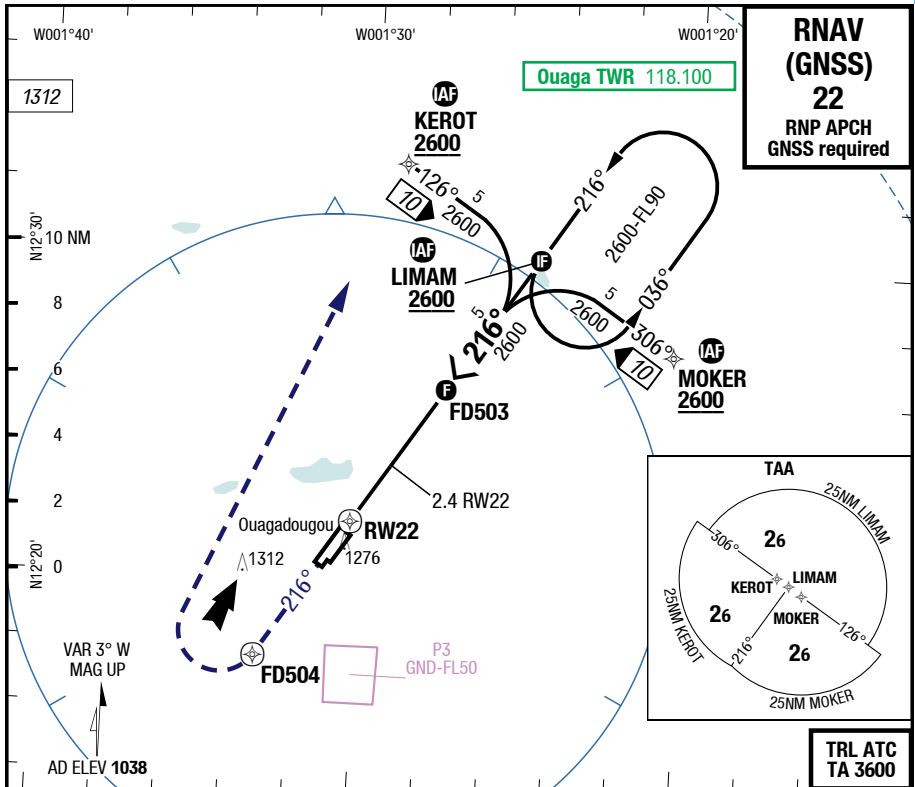 W001°40'
W001°30'
W001°20'
RNAV
(GNSS)
22
RNP APCH
GNSS required
Ouaga TWR 118.100
1312
IAF
KEROT
2600
126°
5
2600
10
216°
2600-FL90
036°
N12°30'
10 NM
IAF
LIMAM
2600
IF
5
2600
306°
10
IAF
MOKER
2600
8
5
216°
2600
6
F
FD503
4
2
2.4 RW22
Ouagadougou
RW22
N12°20'
0
1312
1276
216°
FD504
P3
GND-FL50
VAR 3° W
MAG UP
AD ELEV 1038
TAA
25NM LIMAM
306°
26
KEROT
LIMAM
MOKER
26
25NM KEROT
216°
26
126°
25NM MOKER
TRL ATC
TA 3600